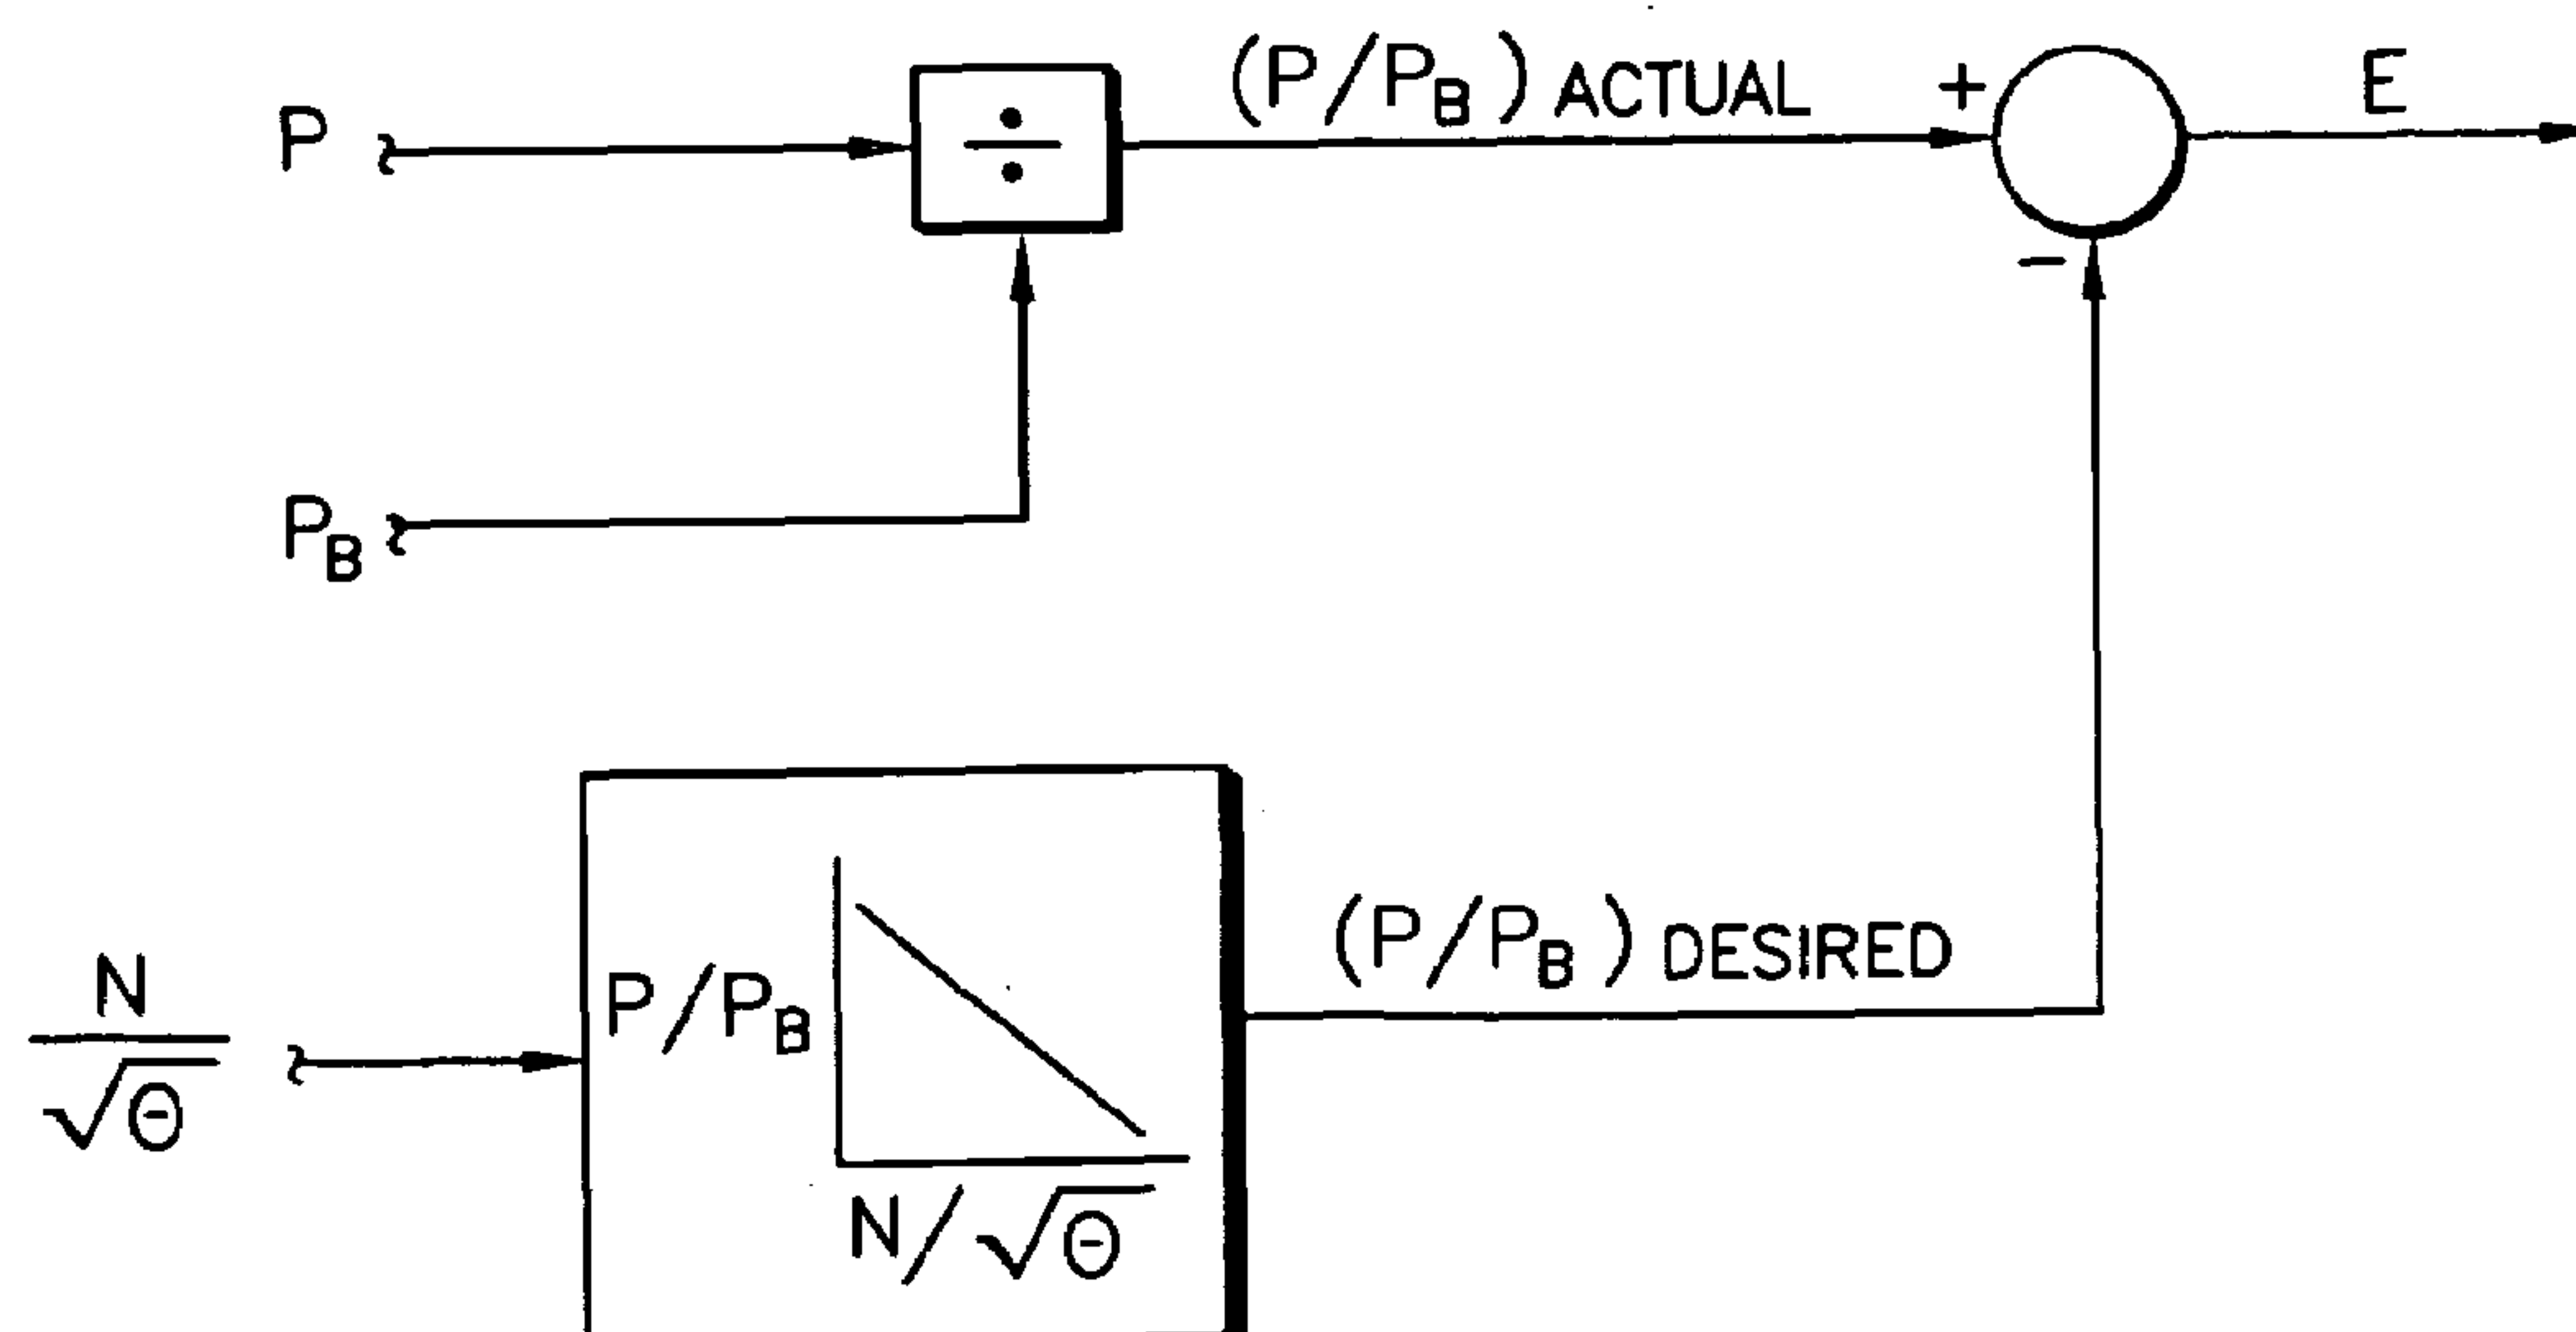 P
÷
(P/P_B) ACTUAL
+
E
-
P_B
N/√Θ
P/P_B
N/√Θ
(P/P_B) DESIRED